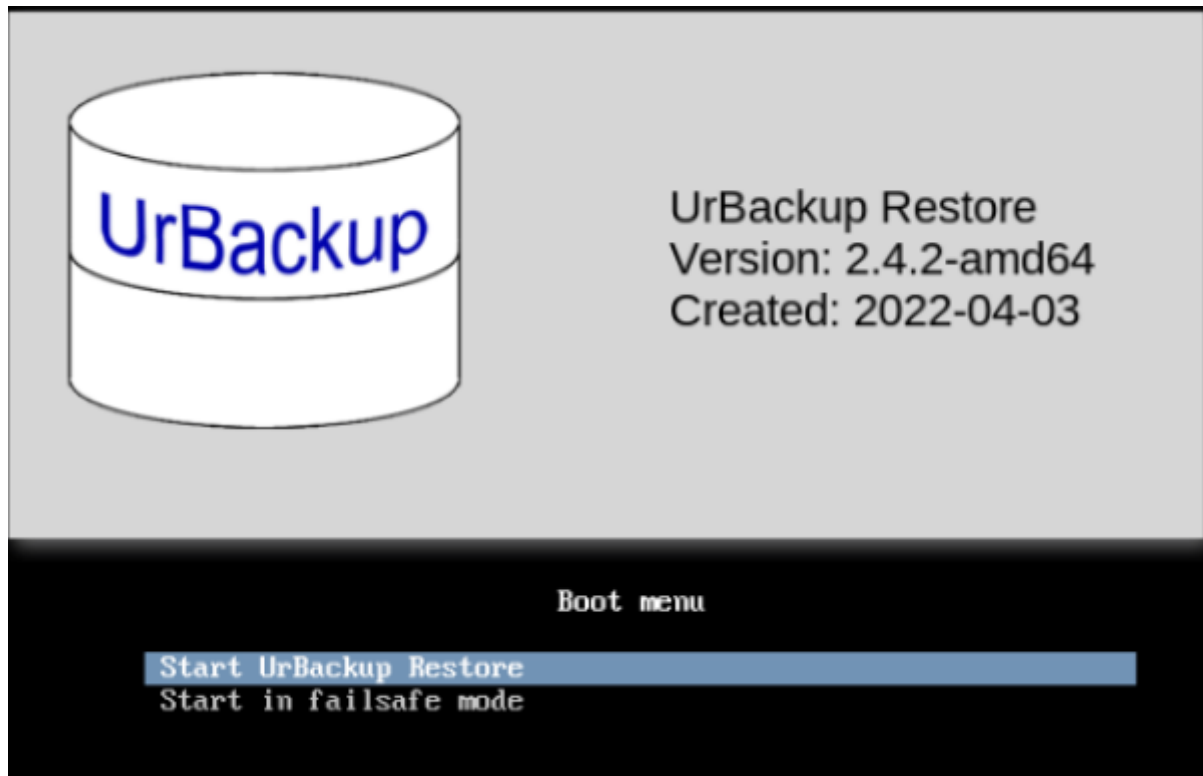 UrBackup
UrBackup Restore
Version: 2.4.2-amd64
Created: 2022-04-03
Boot menu
Start UrBackup Restore
Start in failsafe mode